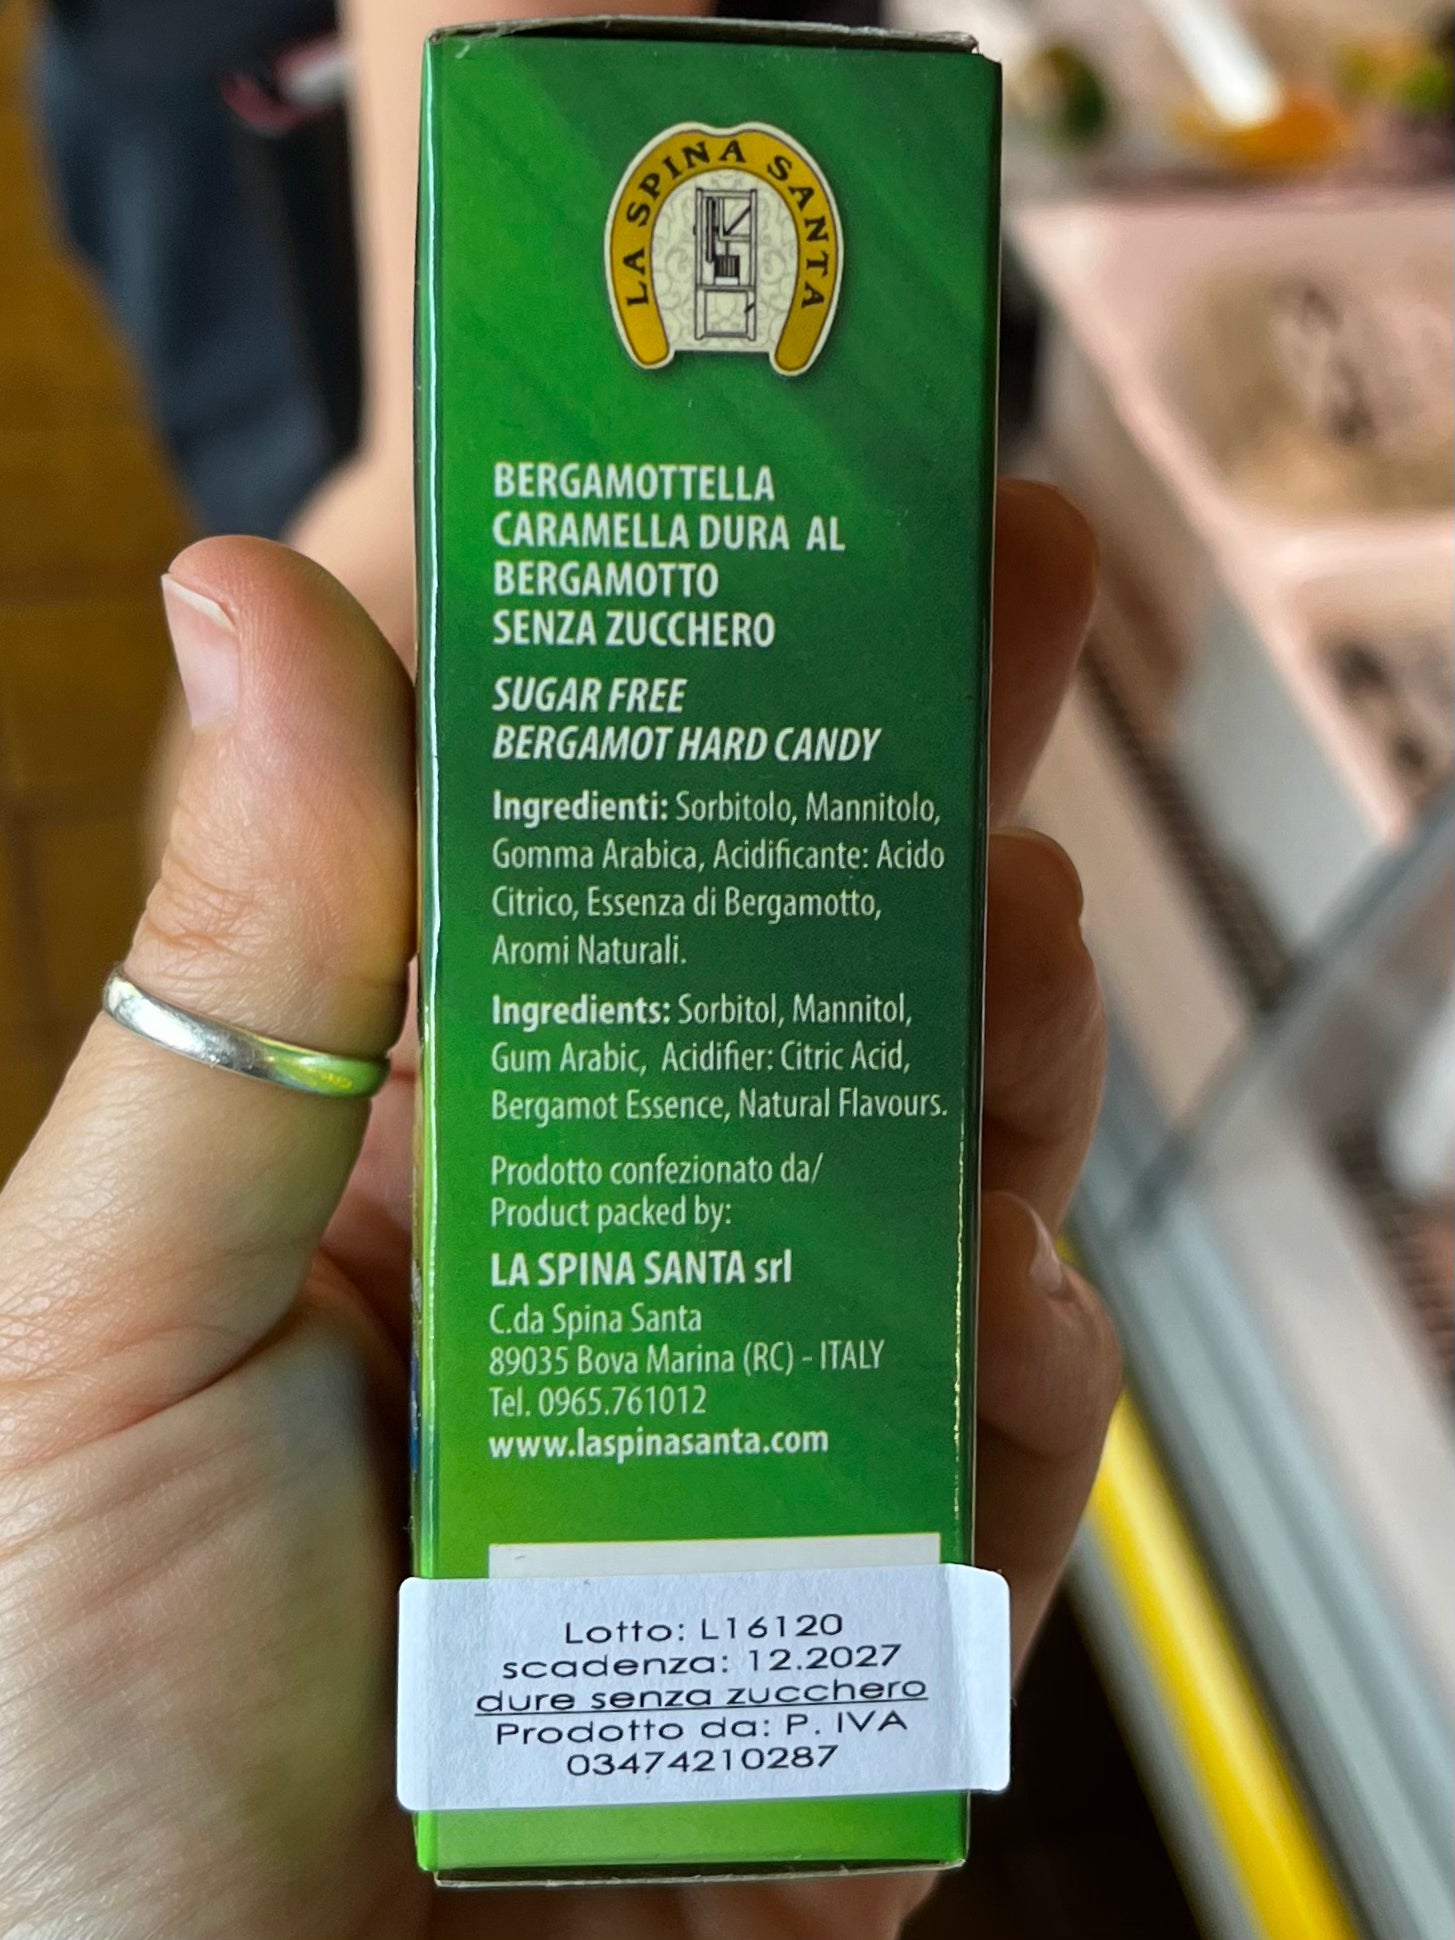 LA SPINA SANTA
BERGAMOTTELLA
CARAMELLA DURA AL
BERGAMOTTO
SENZA ZUCCHERO
SUGAR FREE
BERGAMOT HARD CANDY
Ingredienti: Sorbitolo, Mannitolo,
Gomma Arabica, Acidificante: Acido
Citrico, Essenza di Bergamotto,
Aromi Naturali.
Ingredients: Sorbitol, Mannitol,
Gum Arabic, Acidifier: Citric Acid,
Bergamot Essence, Natural Flavours.
Prodotto confezionato da/
Product packed by:
LA SPINA SANTA srl
C.da Spina Santa
89035 Bova Marina (RC) - ITALY
Tel. 0965.761012
www.laspinasanta.com
Lotto: L16120
scadenza: 12.2027
dure senza zucchero
Prodotto da: P. IVA
03474210287